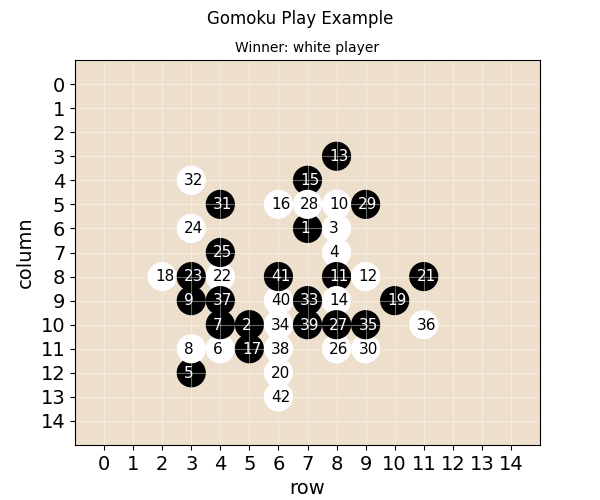 Gomoku Play Example
Winner: white player
0
1
2
3 13
4 32 15
5 31 16 28 10 29
6 24 1 3
column
7 25 4
8 18 23 22 41 11 12 21
9 9 37 40 33 14 19
10 7 2 34 39 27 35 36
11 8 6 17 38 26 30
12 5 20
13 42
14
0 1 2 3 4 5 6 7 8 9 10 11 12 13 14
row